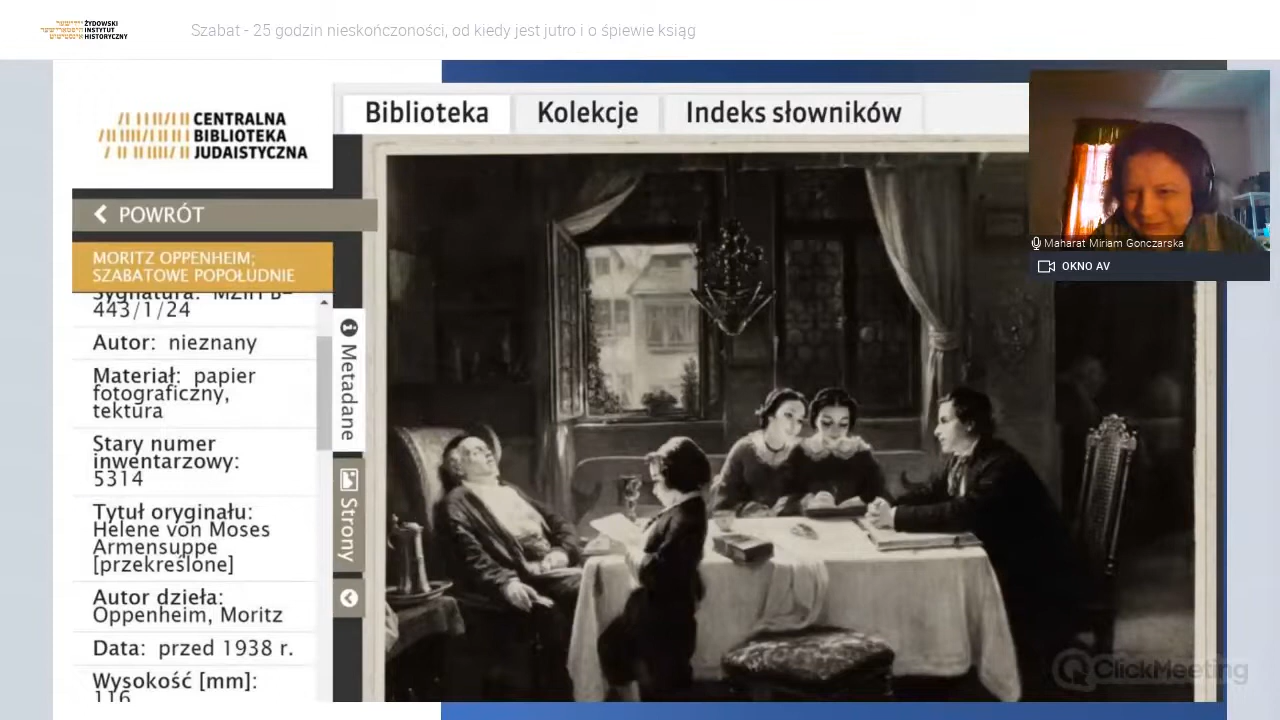 ŻYDOWSKI
INSTYTUT
HISTORYCZNY
Szabat - 25 godzin nieskończoności, od kiedy jest jutro i o śpiewie ksiąg
CENTRALNA
BIBLIOTEKA
JUDAISTYCZNA
Biblioteka
Kolekcje
Indeks słowników
POWRÓT
MORITZ OPPENHEIM;
SZABATOWE POPOŁUDNIE
Sygnatura: MŻIH B-
443/1/24
Autor: nieznany
Materiał: papier
fotograficzny,
tektura
Stary numer
inwentarzowy:
5314
Tytuł oryginału:
Helene von Moses
Armensuppe
[przekreślone]
Autor dzieła:
Oppenheim, Moritz
Data: przed 1938 r.
Wysokość [mm]:
116
Metadane
Strony
Maharat Miriam Gonczarska
OKNO AV
ClickMeeting